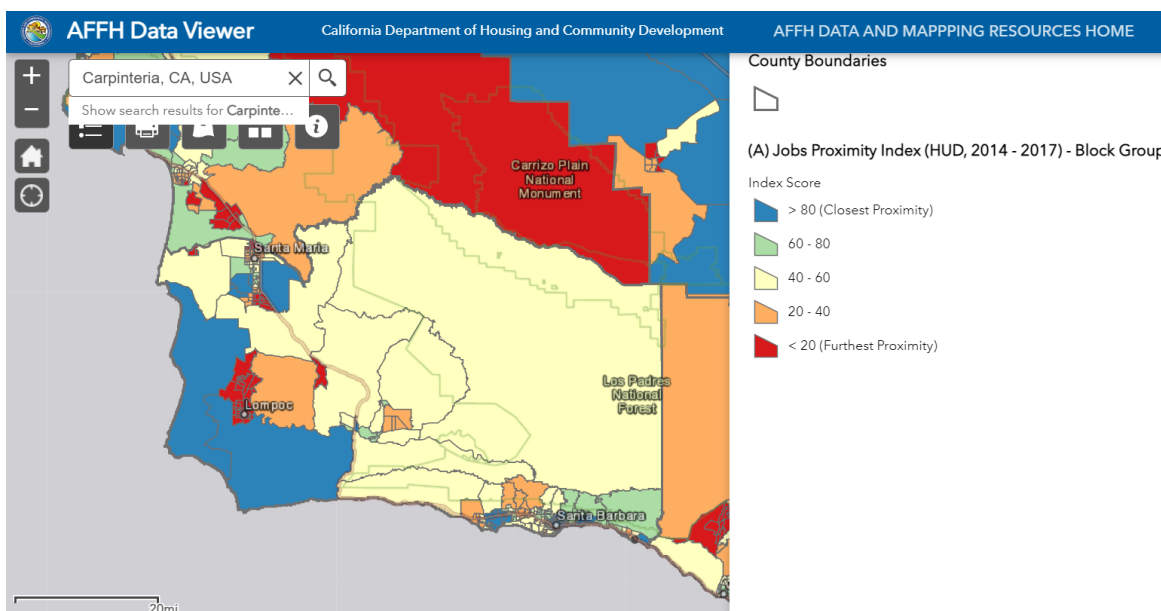 AFFH Data Viewer
California Department of Housing and Community Development
AFFH DATA AND MAPPPING RESOURCES HOME
+
−
Carpinteria, CA, USA
Show search results for Carpinte...
Carrizo Plain
National
Monument
Santa Maria
Lompoc
Los Padres
National
Forest
Santa Barbara
20mi
County Boundaries
(A) Jobs Proximity Index (HUD, 2014 - 2017) - Block Group
Index Score
> 80 (Closest Proximity)
60 - 80
40 - 60
20 - 40
< 20 (Furthest Proximity)